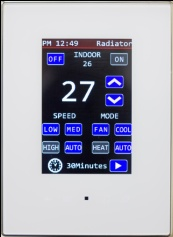 PM 12:49 Radiator
INDOOR
OFF 26 ON
27
SPEED MODE
LOW MED FAN COOL
HIGH AUTO HEAT AUTO
30Minutes